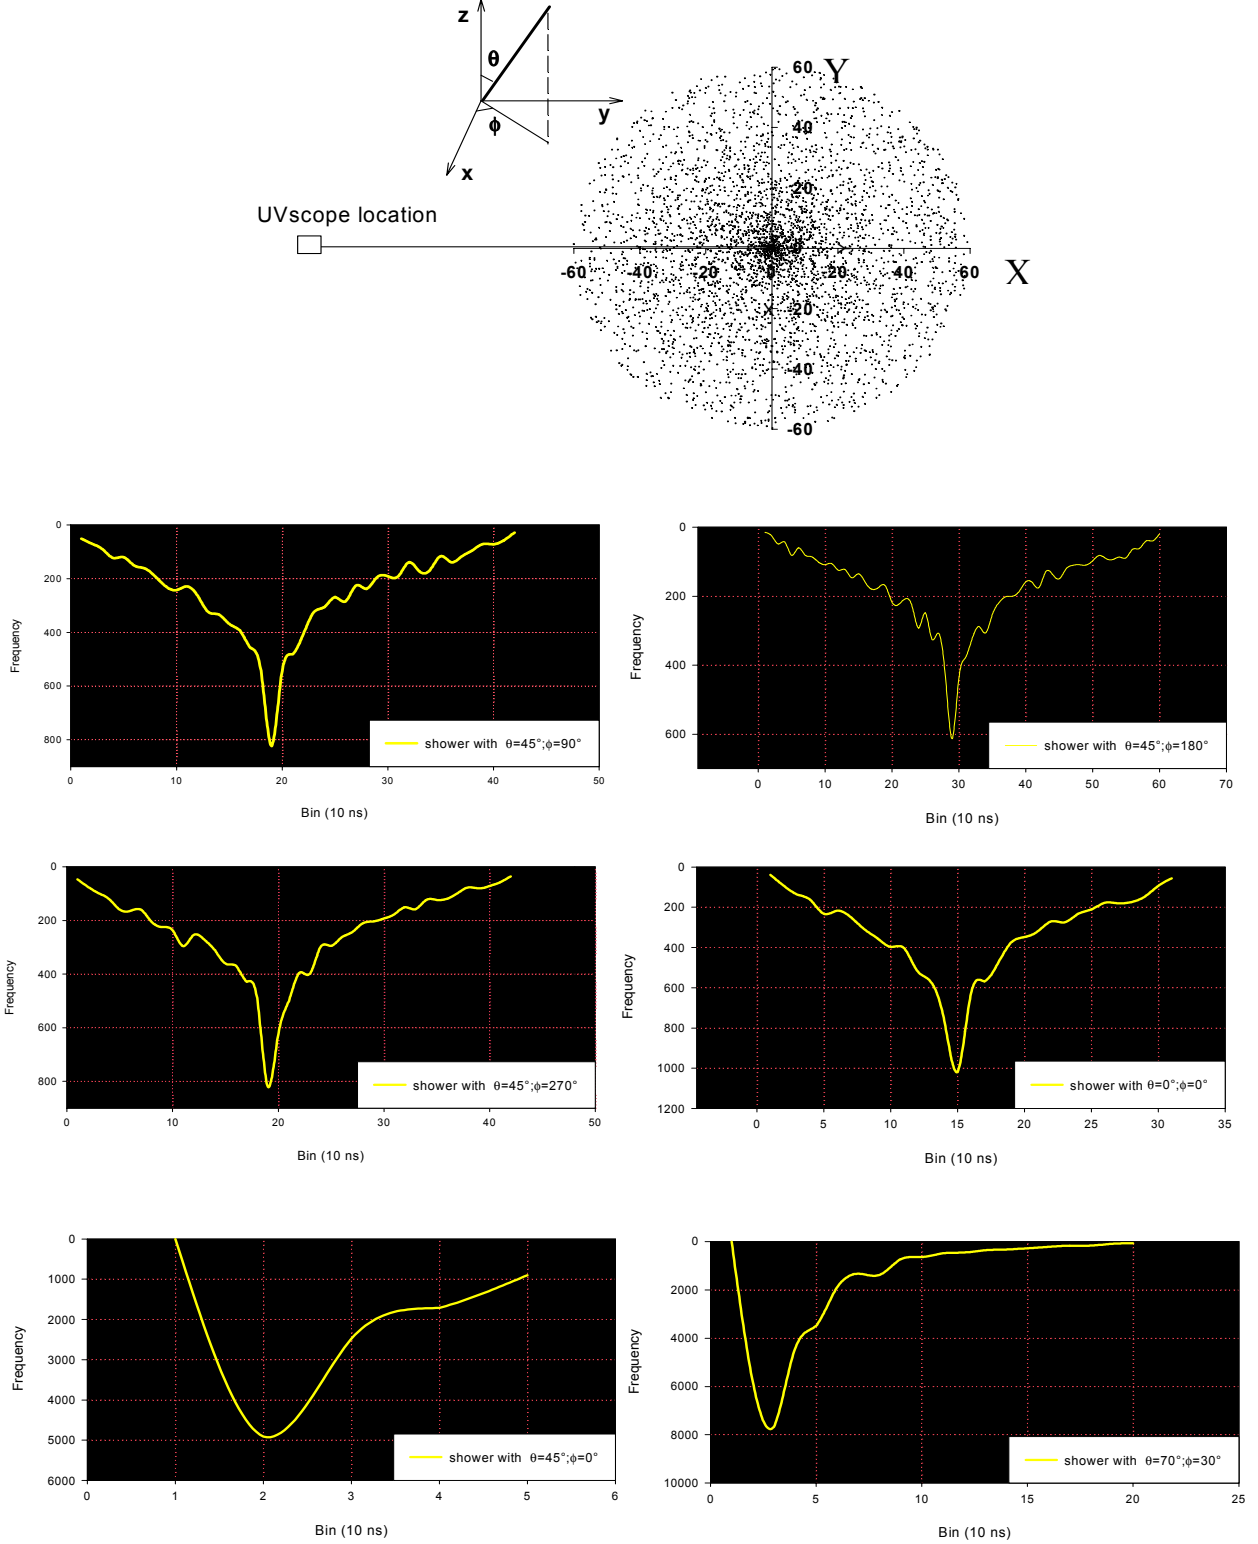 z
θ
y
ϕ
x
UVscope location
Y
60
40
20
0
-60 -40 -20 0 20 40 60
X
-20
-40
-60
0
200
400
600
800
Frequency
shower with θ=45°;ϕ=90°
0 10 20 30 40 50
Bin (10 ns)
0
200
400
600
Frequency
shower with θ=45°;ϕ=180°
0 10 20 30 40 50 60 70
Bin (10 ns)
0
200
400
600
800
Frequency
shower with θ=45°;ϕ=270°
0 10 20 30 40 50
Bin (10 ns)
0
200
400
600
800
1000
1200
Frequency
shower with θ=0°;ϕ=0°
0 5 10 15 20 25 30 35
Bin (10 ns)
0
1000
2000
3000
4000
5000
6000
Frequency
shower with θ=45°;ϕ=0°
0 1 2 3 4 5 6
Bin (10 ns)
0
2000
4000
6000
8000
10000
Frequency
shower with θ=70°;ϕ=30°
0 5 10 15 20 25
Bin (10 ns)